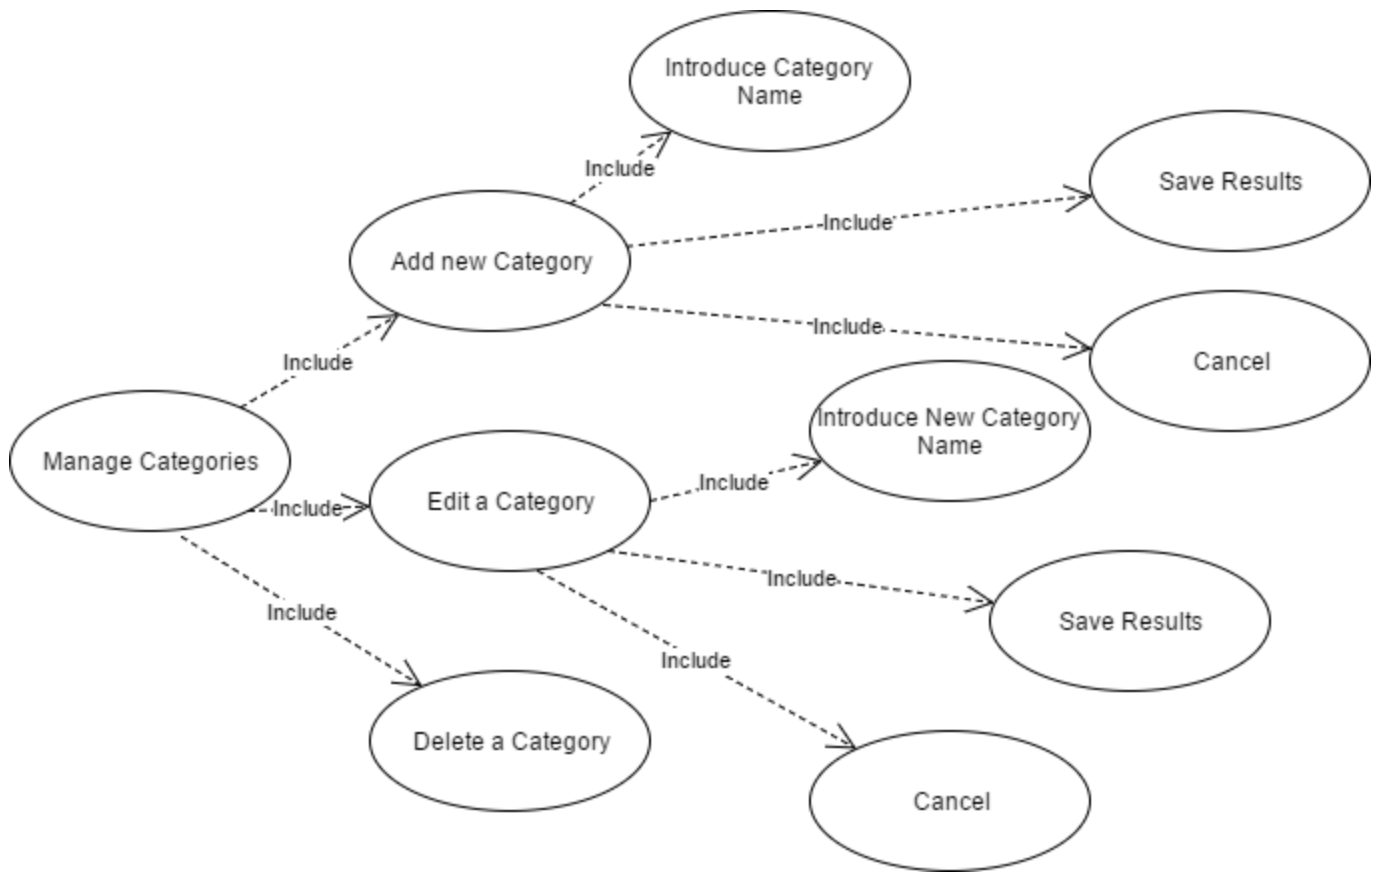 Introduce Category
Name
Include
Save Results
Include
Add new Category
Include
Cancel
Include
Introduce New Category
Name
Manage Categories
Include
Edit a Category
Include
Include
Save Results
Include
Include
Delete a Category
Cancel